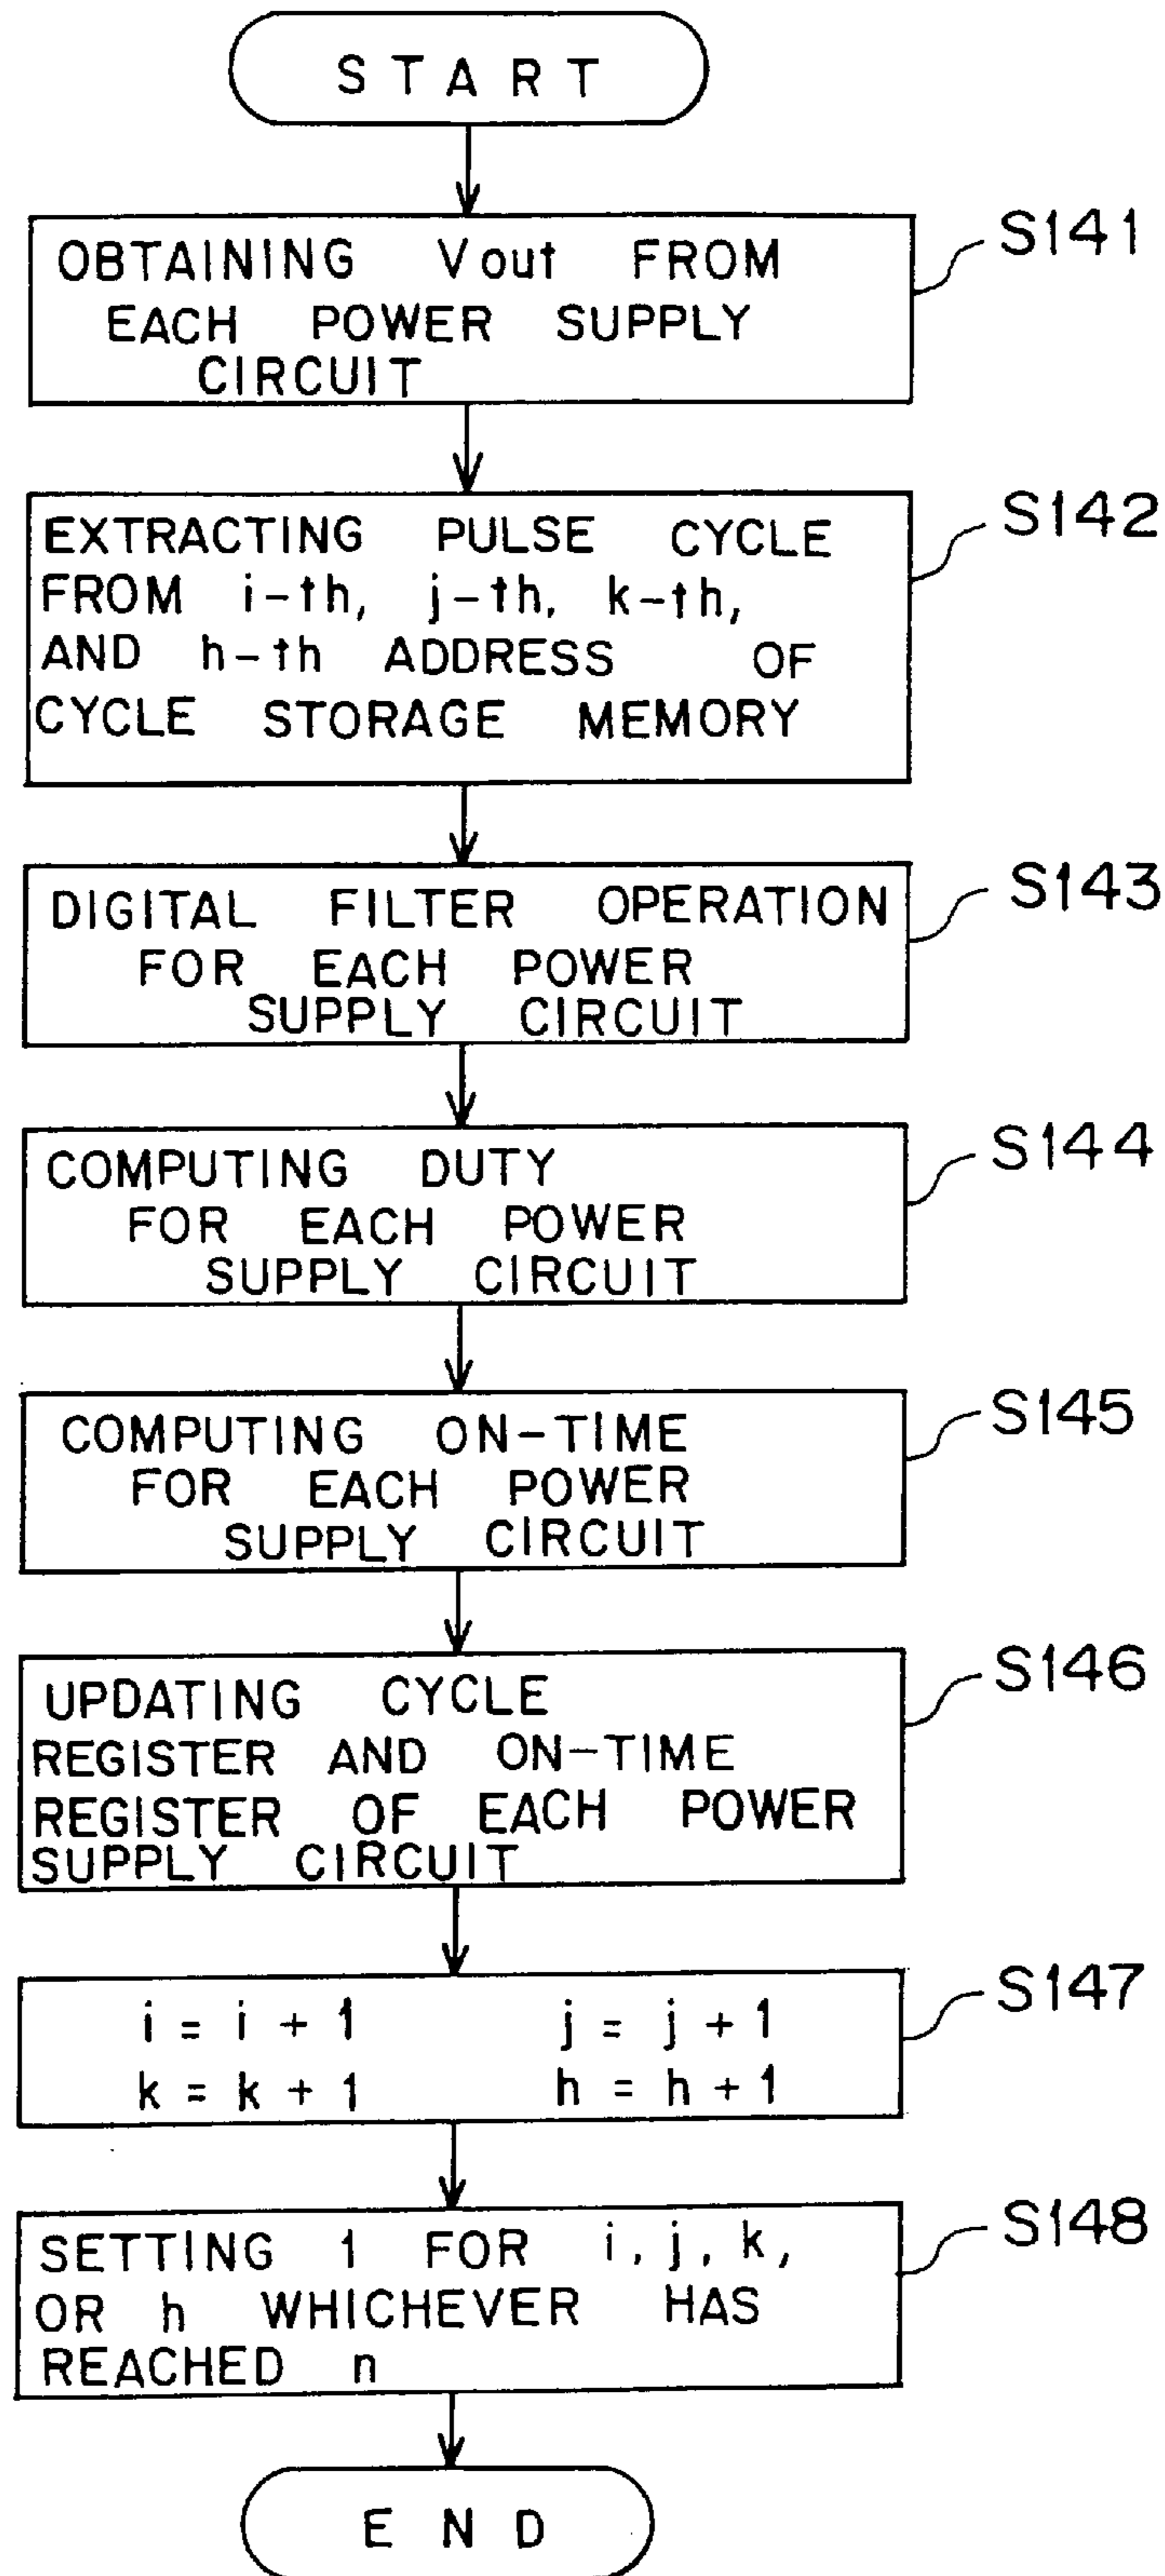 START
S141
OBTAINING Vout FROM
EACH POWER SUPPLY
CIRCUIT
S142
EXTRACTING PULSE CYCLE
FROM i-th, j-th, k-th,
AND h-th ADDRESS OF
CYCLE STORAGE MEMORY
S143
DIGITAL FILTER OPERATION
FOR EACH POWER
SUPPLY CIRCUIT
S144
COMPUTING DUTY
FOR EACH POWER
SUPPLY CIRCUIT
S145
COMPUTING ON-TIME
FOR EACH POWER
SUPPLY CIRCUIT
S146
UPDATING CYCLE
REGISTER AND ON-TIME
REGISTER OF EACH POWER
SUPPLY CIRCUIT
S147
i = i + 1 j = j + 1
k = k + 1 h = h + 1
S148
SETTING 1 FOR i, j, k,
OR h WHICHEVER HAS
REACHED n
END